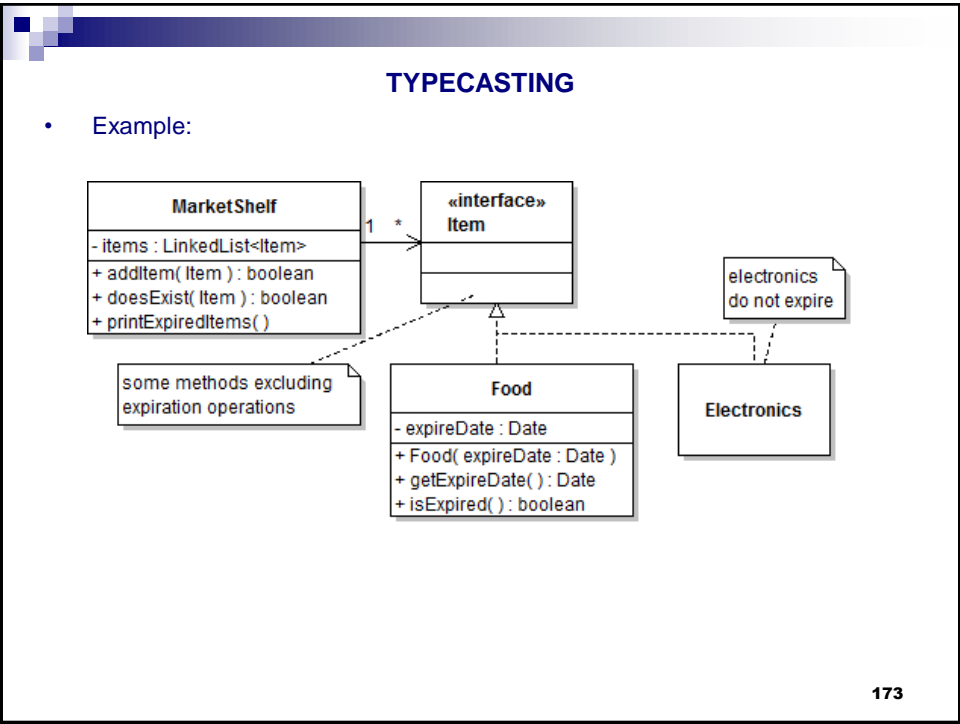 TYPECASTING
• Example:
MarketShelf
- items : LinkedList<Item>
+ addItem( Item ) : boolean
+ doesExist( Item ) : boolean
+ printExpiredItems( )
1 *
«interface»
Item
electronics
do not expire
some methods excluding
expiration operations
Food
- expireDate : Date
+ Food( expireDate : Date )
+ getExpireDate( ) : Date
+ isExpired( ) : boolean
Electronics
173